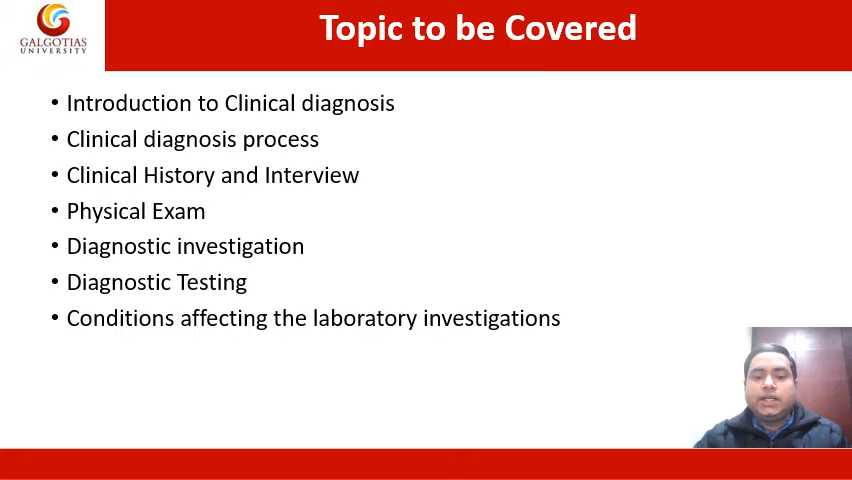 GALGOTIAS
UNIVERSITY
Topic to be Covered
• Introduction to Clinical diagnosis
• Clinical diagnosis process
• Clinical History and Interview
• Physical Exam
• Diagnostic investigation
• Diagnostic Testing
• Conditions affecting the laboratory investigations